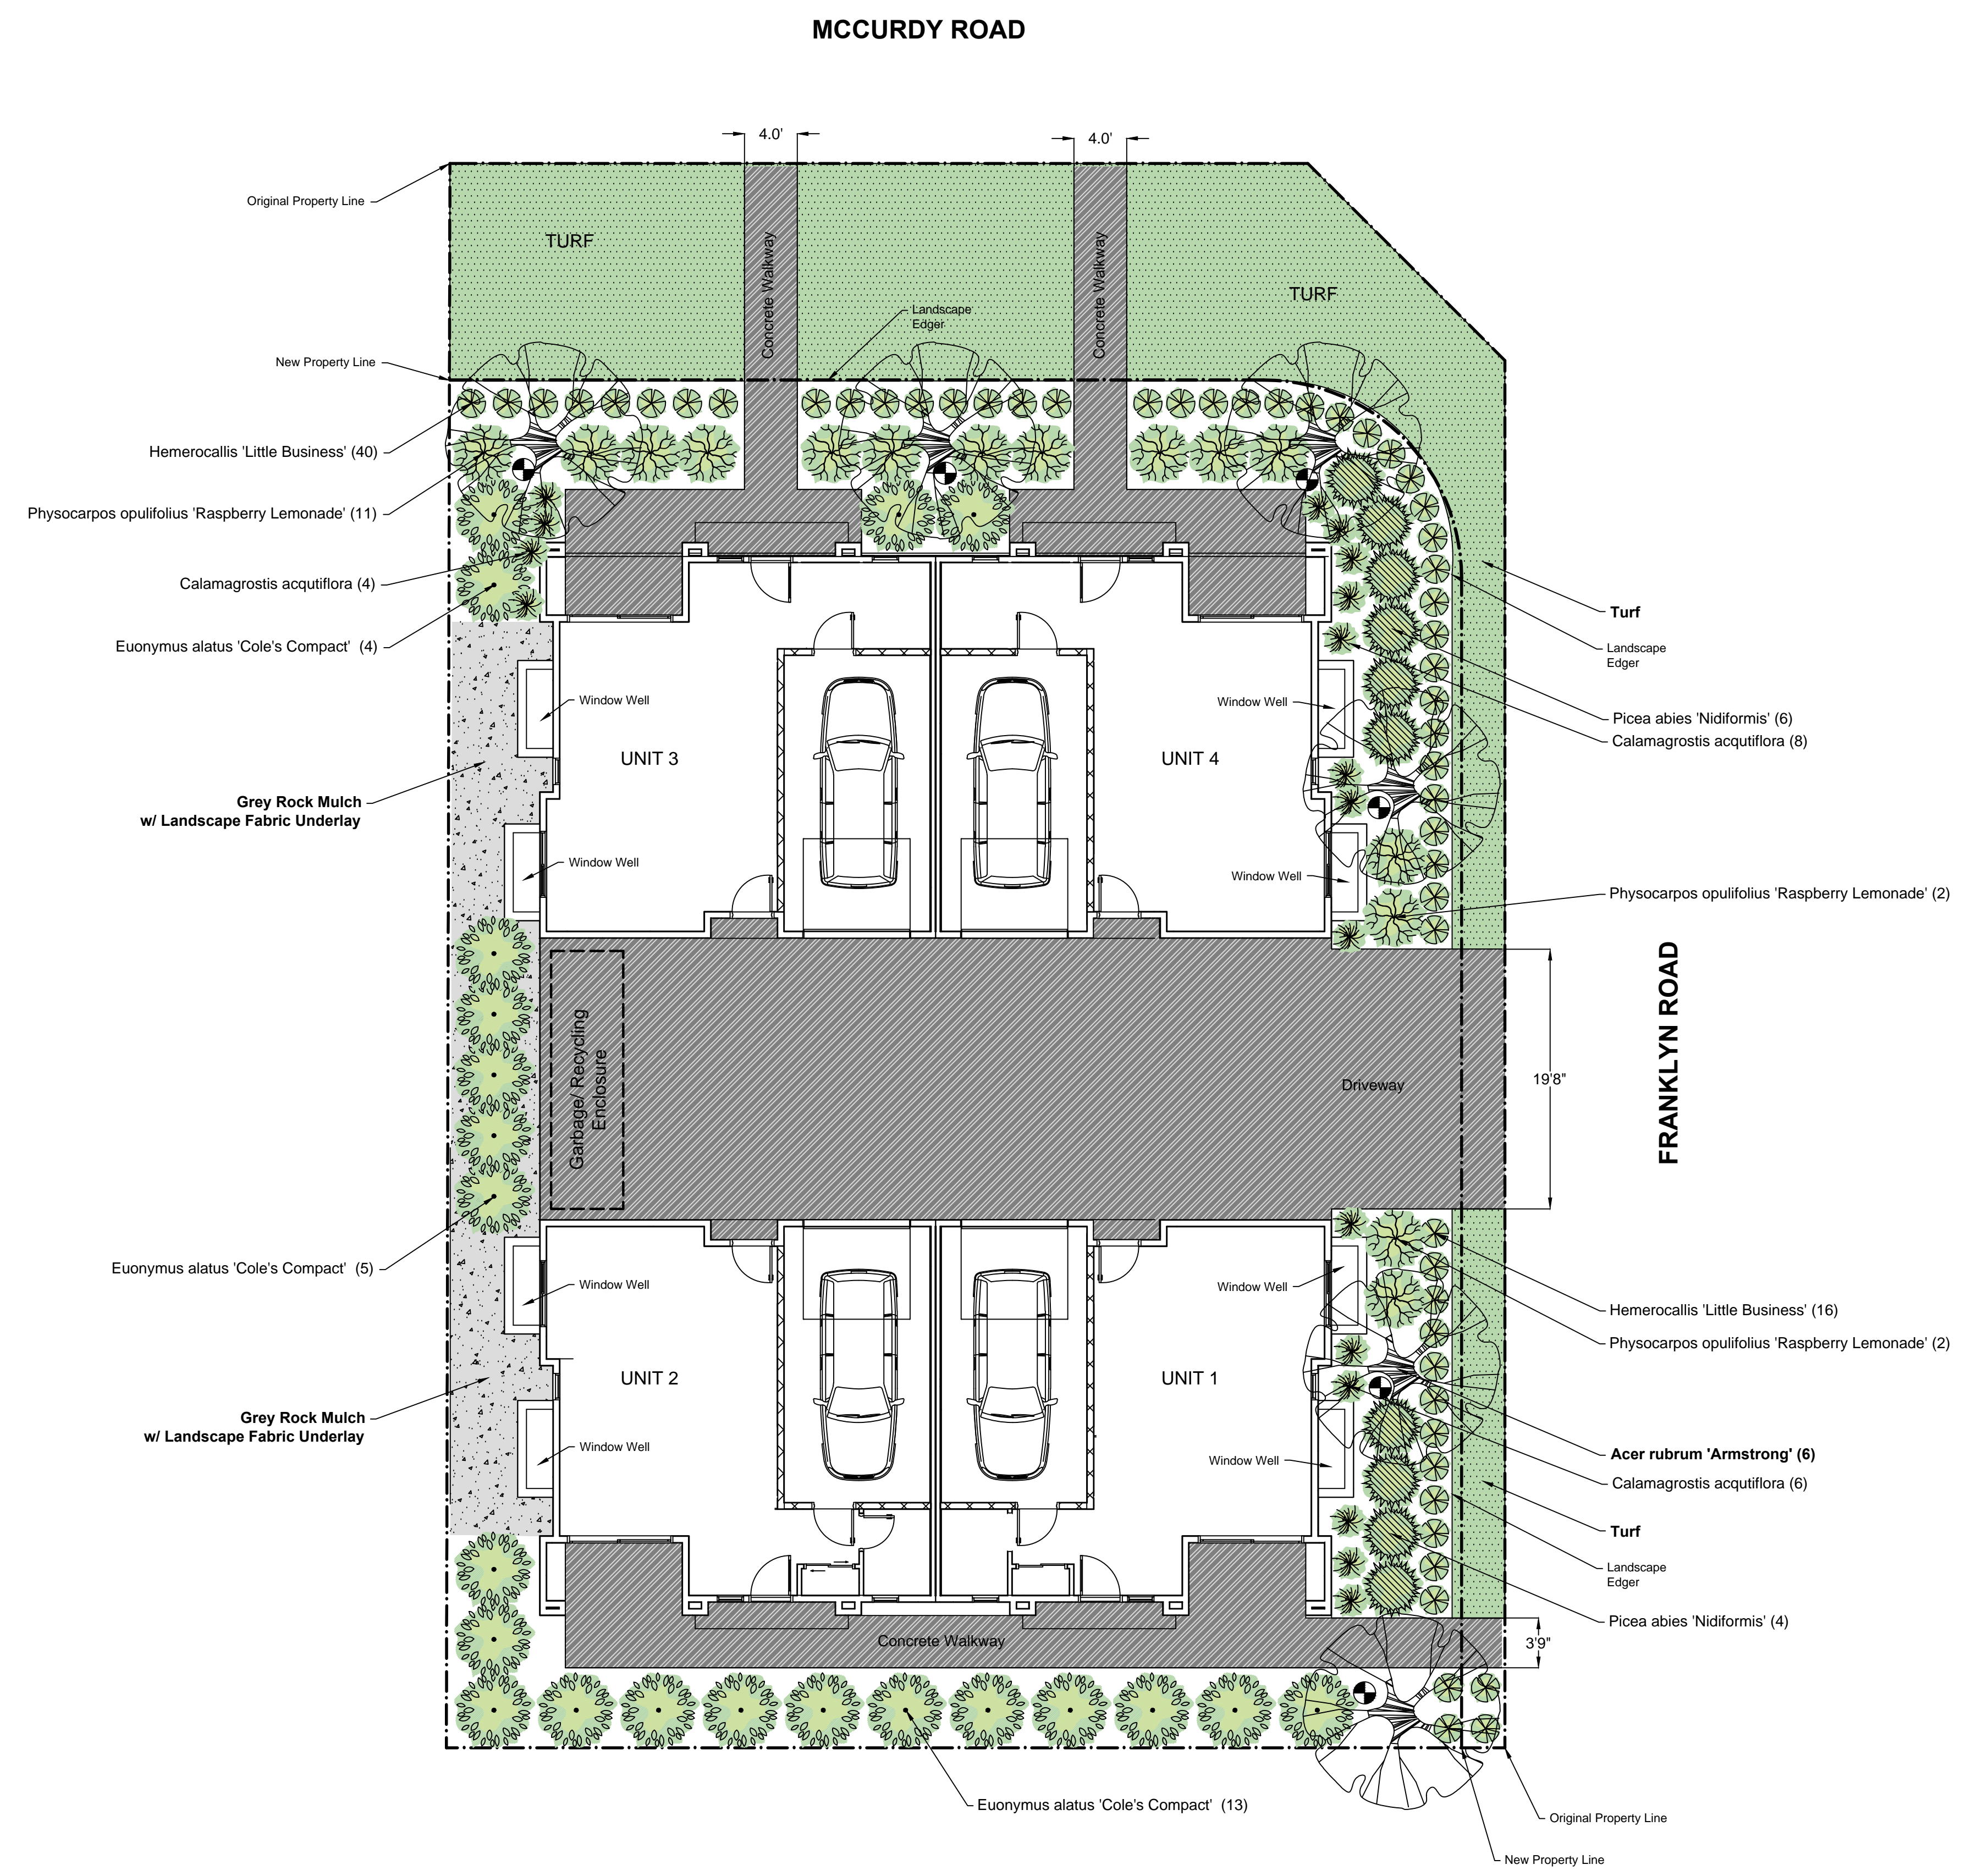 MCCURDY ROAD
4.0'
4.0'
Original Property Line
TURF
Concrete Walkway
Concrete Walkway
TURF
Landscape
Edger
New Property Line
Hemerocallis 'Little Business' (40)
Physocarpos opulifolius 'Raspberry Lemonade' (11)
Calamagrostis acqutiflora (4)
Euonymus alatus 'Cole's Compact' (4)
Turf
Landscape
Edger
Window Well
Window Well
Picea abies 'Nidiformis' (6)
Calamagrostis acqutiflora (8)
UNIT 3
UNIT 4
Grey Rock Mulch
w/ Landscape Fabric Underlay
Window Well
Window Well
Physocarpos opulifolius 'Raspberry Lemonade' (2)
FRANKLYN ROAD
Garbage/ Recycling
Enclosure
Driveway
19'8"
Euonymus alatus 'Cole's Compact' (5)
Window Well
Window Well
Hemerocallis 'Little Business' (16)
Physocarpos opulifolius 'Raspberry Lemonade' (2)
UNIT 2
UNIT 1
Grey Rock Mulch
w/ Landscape Fabric Underlay
Window Well
Window Well
Acer rubrum 'Armstrong' (6)
Calamagrostis acqutiflora (6)
Turf
Landscape
Edger
Picea abies 'Nidiformis' (4)
Concrete Walkway
3'9"
Euonymus alatus 'Cole's Compact' (13)
Original Property Line
New Property Line